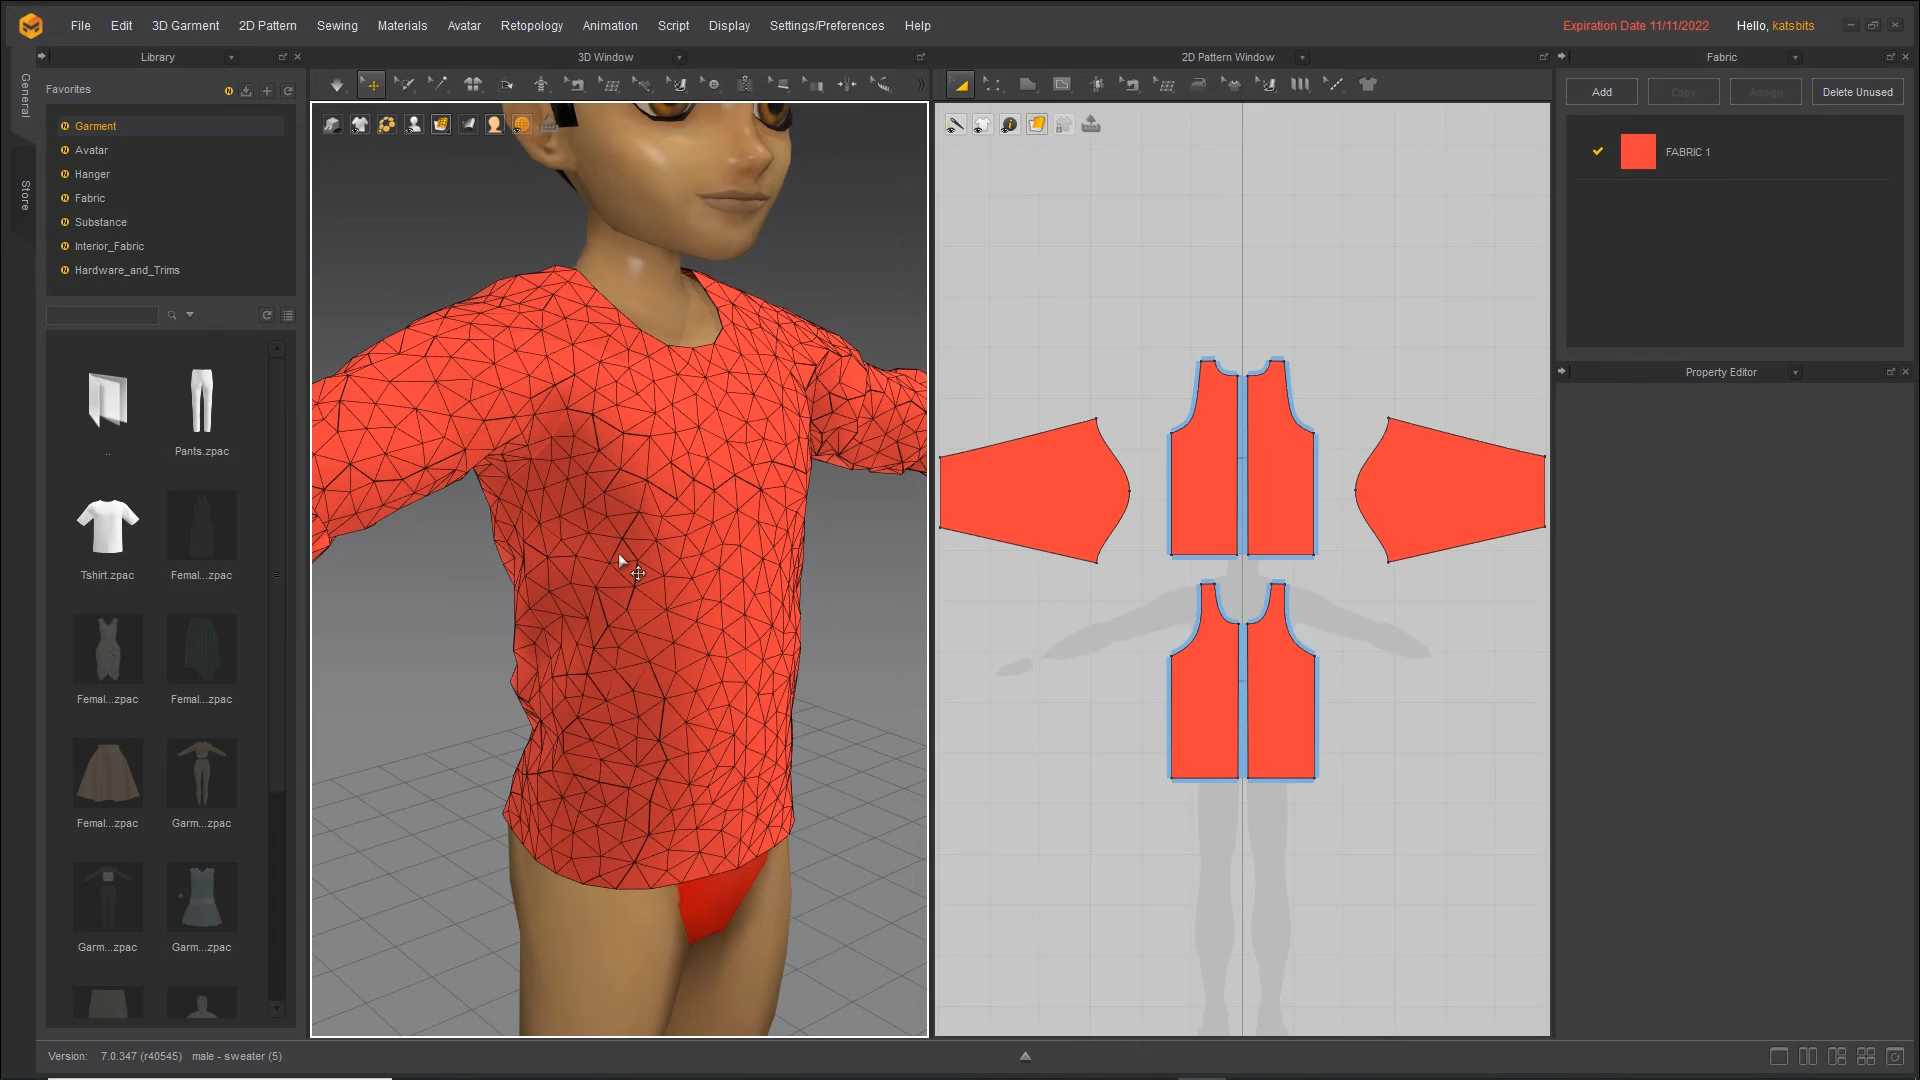 File Edit 3D Garment 2D Pattern Sewing Materials Avatar Retopology Animation Script Display Settings/Preferences Help
Expiration Date 11/11/2022 Hello, katsbits
Library
3D Window
2D Pattern Window
Fabric
General
Store
Favorites
Garment
Avatar
Hanger
Fabric
Substance
Interior_Fabric
Hardware_and_Trims
.. Pants.zpac
Tshirt.zpac Femal...zpac
Femal...zpac Femal...zpac
Femal...zpac Garm...zpac
Garm...zpac Garm...zpac
Add Copy Assign Delete Unused
FABRIC 1
Property Editor
Version: 7.0.347 (r40545) male - sweater (5)